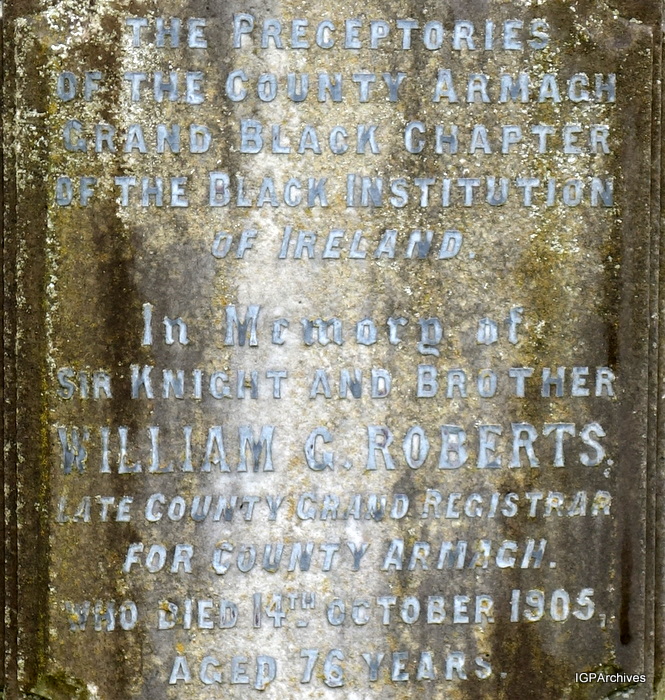 THE PRECEPTORIES
OF THE COUNTY ARMAGH
GRAND BLACK CHAPTER
OF THE BLACK INSTITUTION
OF IRELAND.
In Memory of
SIR KNIGHT AND BROTHER
WILLIAM G. ROBERTS,
LATE COUNTY GRAND REGISTRAR
FOR COUNTY ARMAGH.
WHO DIED 14TH OCTOBER 1905,
AGED 76 YEARS.
IGPArchives